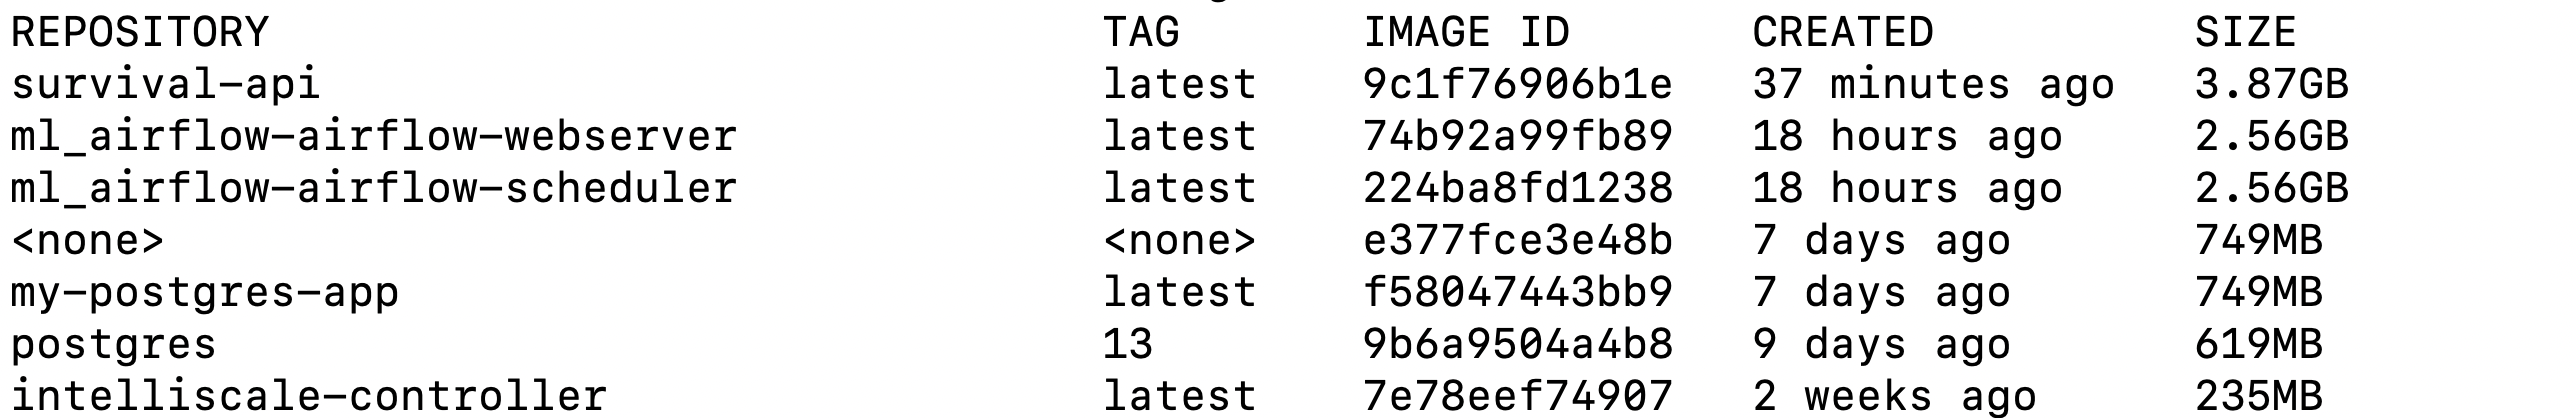 REPOSITORY TAG IMAGE ID CREATED SIZE
survival-api latest 9c1f76906b1e 37 minutes ago 3.87GB
ml_airflow-airflow-webserver latest 74b92a99fb89 18 hours ago 2.56GB
ml_airflow-airflow-scheduler latest 224ba8fd1238 18 hours ago 2.56GB
<none> <none> e377fce3e48b 7 days ago 749MB
my-postgres-app latest f58047443bb9 7 days ago 749MB
postgres 13 9b6a9504a4b8 9 days ago 619MB
intelliscale-controller latest 7e78eef74907 2 weeks ago 235MB